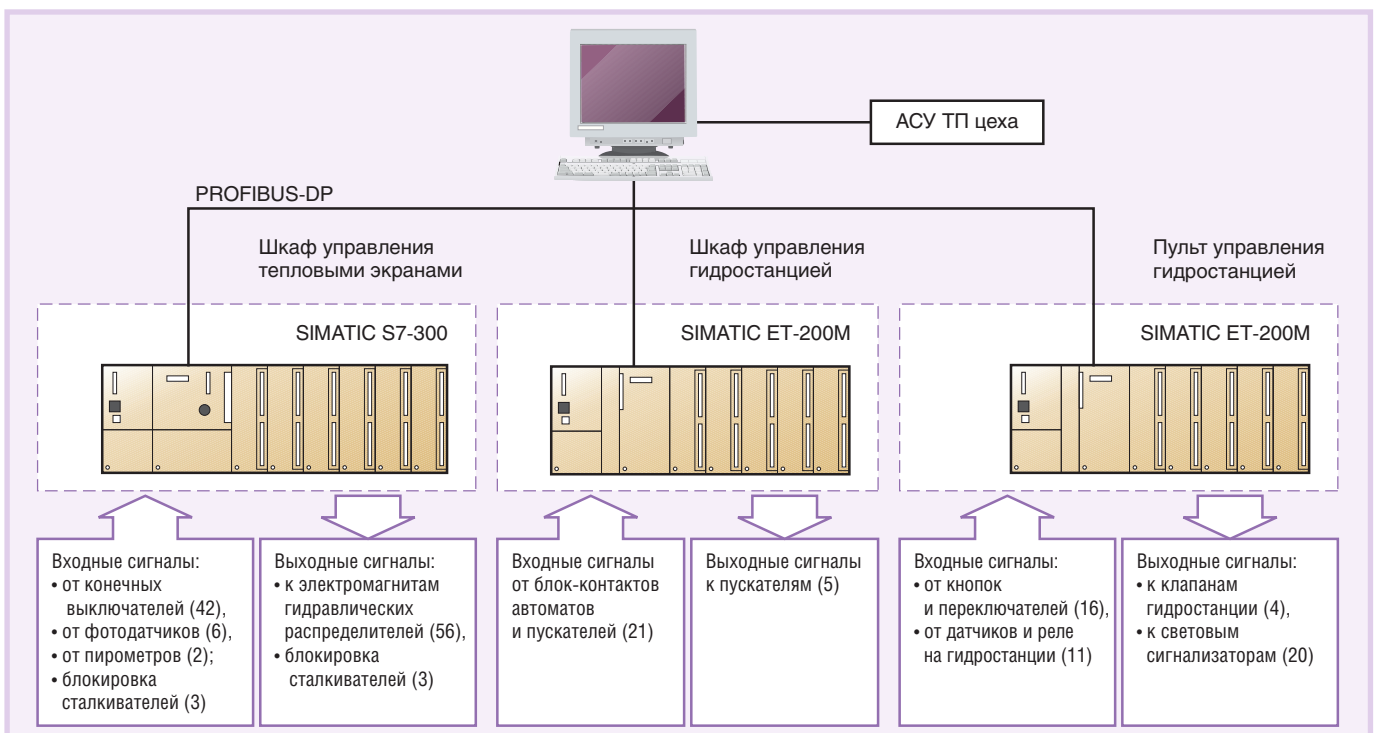 АСУ ТП цеха
PROFIBUS-DP
Шкаф управления
тепловыми экранами
Шкаф управления
гидростанцией
Пульт управления
гидростанцией
SIMATIC S7-300
SIMATIC ET-200M
SIMATIC ET-200M
Входные сигналы:
• от конечных
выключателей (42),
• от фотодатчиков (6),
• от пирометров (2);
• блокировка
сталкивателей (3)
Выходные сигналы:
• к электромагнитам
гидравлических
распределителей (56),
• блокировка
сталкивателей (3)
Входные сигналы
от блок-контактов
автоматов
и пускателей (21)
Выходные сигналы
к пускателям (5)
Входные сигналы:
• от кнопок
и переключателей (16),
• от датчиков и реле
на гидростанции (11)
Выходные сигналы:
• к клапанам
гидростанции (4),
• к световым
сигнализаторам (20)